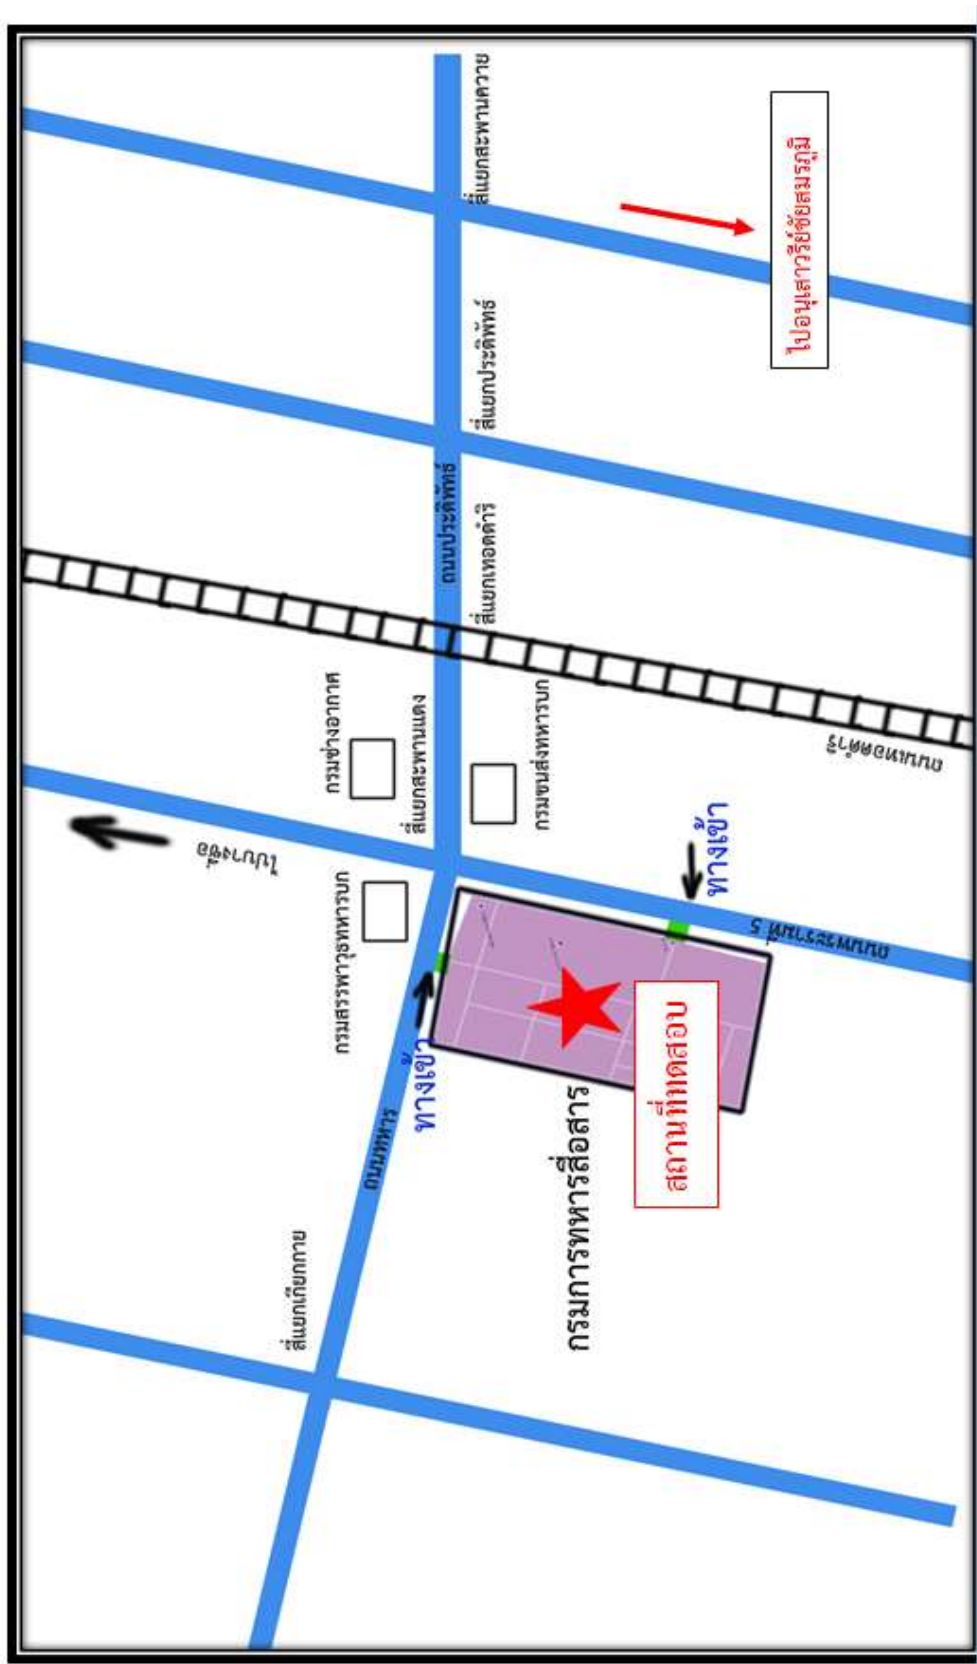 สี่แยกสะพานควาย
ไปอนุสาวรีย์ชัยสมรภูมิ
สี่แยกประดิพัทธ์
ถนนประดิพัทธ์
สี่แยกเทอดดำริ
ถนนเทอดดำริ
กรมช่างอากาศ
สี่แยกสะพานแดง
กรมขนส่งทหารบก
ไปบางซื่อ
ทางเข้า
ถนนพระรามที่ 5
กรมสรรพาวุธทหารบก
ทางเข้า
สถานที่ทดสอบ
กรมการทหารสื่อสาร
ถนนทหาร
สี่แยกเกียกกาย